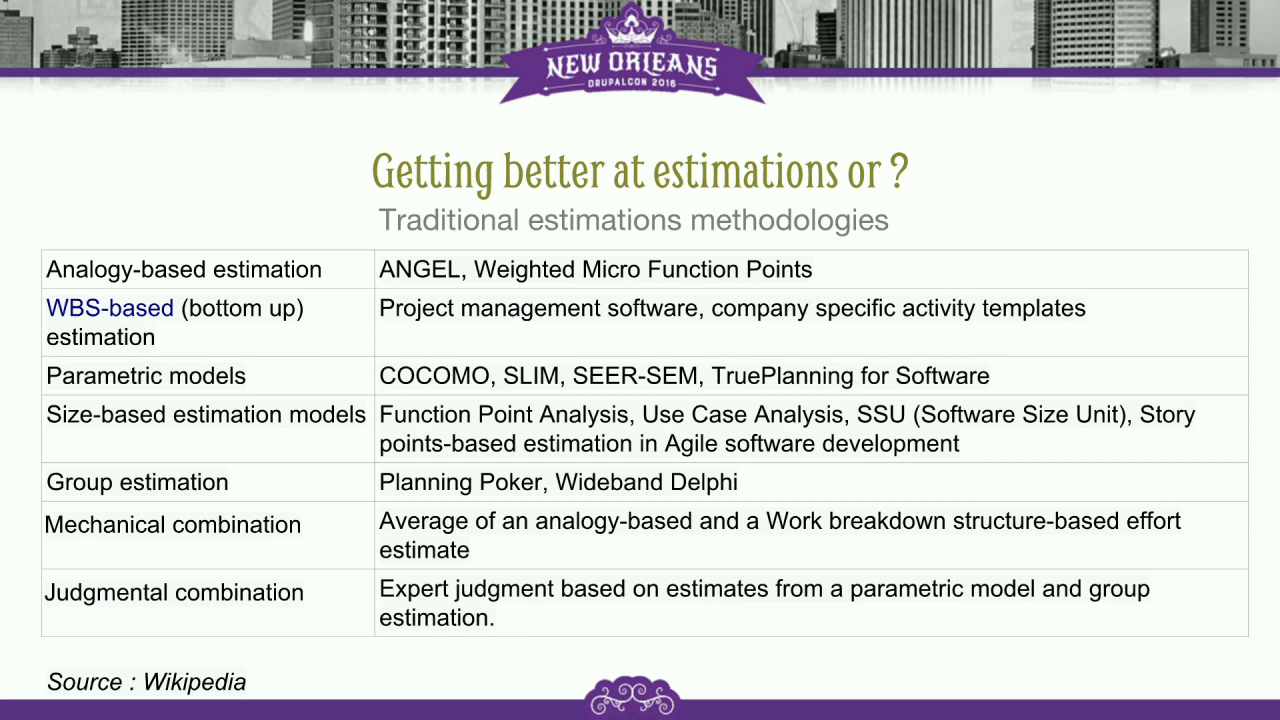 NEW ORLEANS
DRUPALCON 2016
Getting better at estimations or ?
Traditional estimations methodologies
Analogy-based estimation
ANGEL, Weighted Micro Function Points
WBS-based (bottom up)
estimation
Project management software, company specific activity templates
Parametric models
COCOMO, SLIM, SEER-SEM, TruePlanning for Software
Size-based estimation models
Function Point Analysis, Use Case Analysis, SSU (Software Size Unit), Story
points-based estimation in Agile software development
Group estimation
Planning Poker, Wideband Delphi
Mechanical combination
Average of an analogy-based and a Work breakdown structure-based effort
estimate
Judgmental combination
Expert judgment based on estimates from a parametric model and group
estimation.
Source : Wikipedia